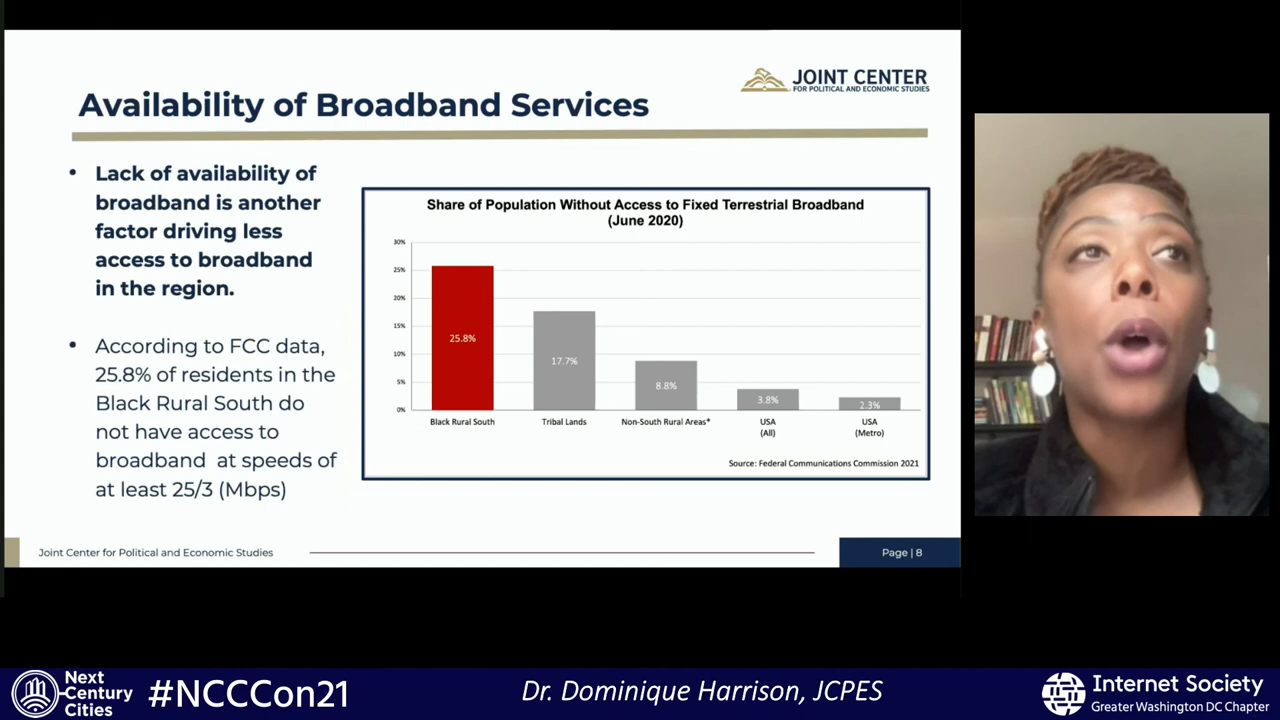 JOINT CENTER
FOR POLITICAL AND ECONOMIC STUDIES
Availability of Broadband Services
• Lack of availability of
broadband is another
factor driving less
access to broadband
in the region.
• According to FCC data,
25.8% of residents in the
Black Rural South do
not have access to
broadband at speeds of
at least 25/3 (Mbps)
Share of Population Without Access to Fixed Terrestrial Broadband
(June 2020)
30%
25%
20%
15%
10%
5%
0%
25.8%
17.7%
8.8%
3.8%
2.3%
Black Rural South
Tribal Lands
Non-South Rural Areas*
USA
(All)
USA
(Metro)
Source: Federal Communications Commission 2021
Joint Center for Political and Economic Studies
Page | 8
Next
Century
Cities
#NCCCon21
Dr. Dominique Harrison, JCPES
Internet Society
Greater Washington DC Chapter